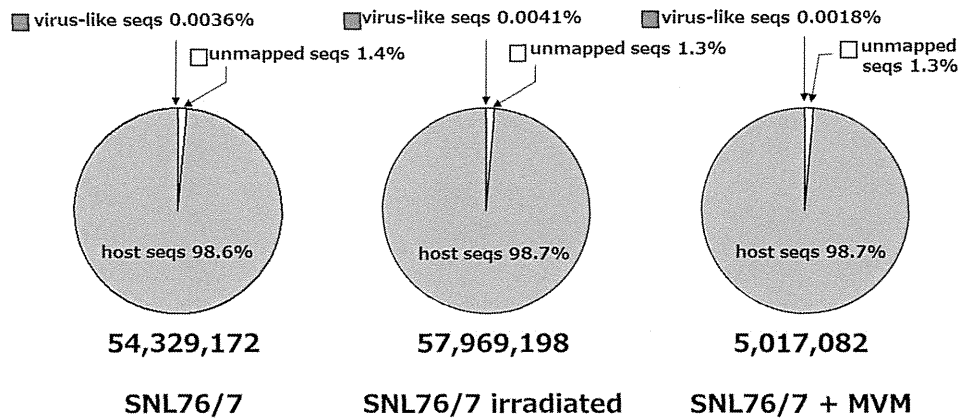 virus-like seqs 0.0036%
unmapped seqs 1.4%
host seqs 98.6%
54,329,172
SNL76/7
virus-like seqs 0.0041%
unmapped seqs 1.3%
host seqs 98.7%
57,969,198
SNL76/7 irradiated
virus-like seqs 0.0018%
unmapped
seqs 1.3%
host seqs 98.7%
5,017,082
SNL76/7 + MVM